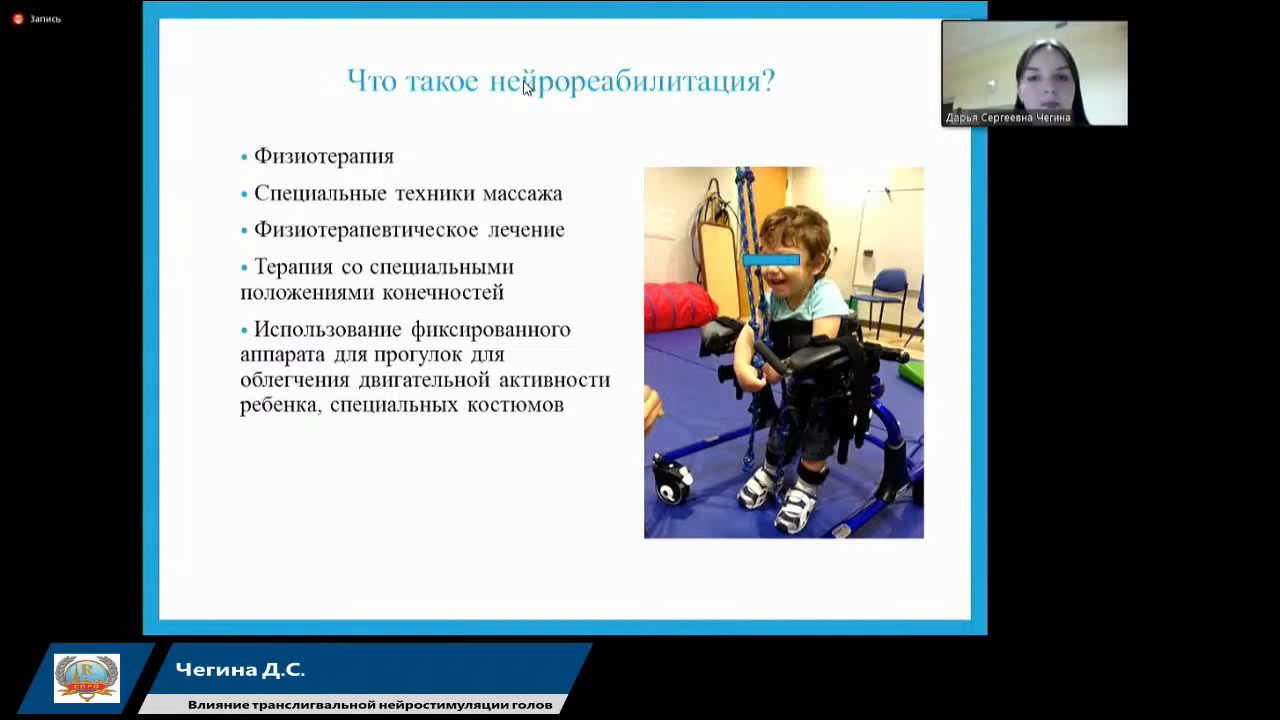 Запись
Что такое нейрореабилитация?
• Физиотерапия
• Специальные техники массажа
• Физиотерапевтическое лечение
• Терапия со специальными
положениями конечностей
• Использование фиксированного
аппарата для прогулок для
облегчения двигательной активности
ребенка, специальных костюмов
Дарья Сергеевна Чегина
R
СПРО
Чегина Д.С.
Влияние транслигвальной нейростимуляции голов